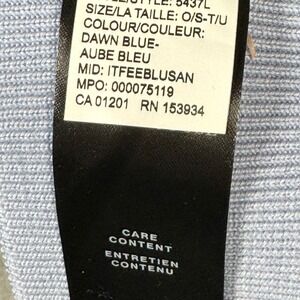 STYLE: 5437L
SIZE/LA TAILLE: O/S-T/U
COLOUR/COULEUR:
DAWN BLUE-
AUBE BLEU
MID: ITFEEBLUSAN
MPO: 000075119
CA 01201 RN 153934
CARE
CONTENT
ENTRETIEN
CONTENU